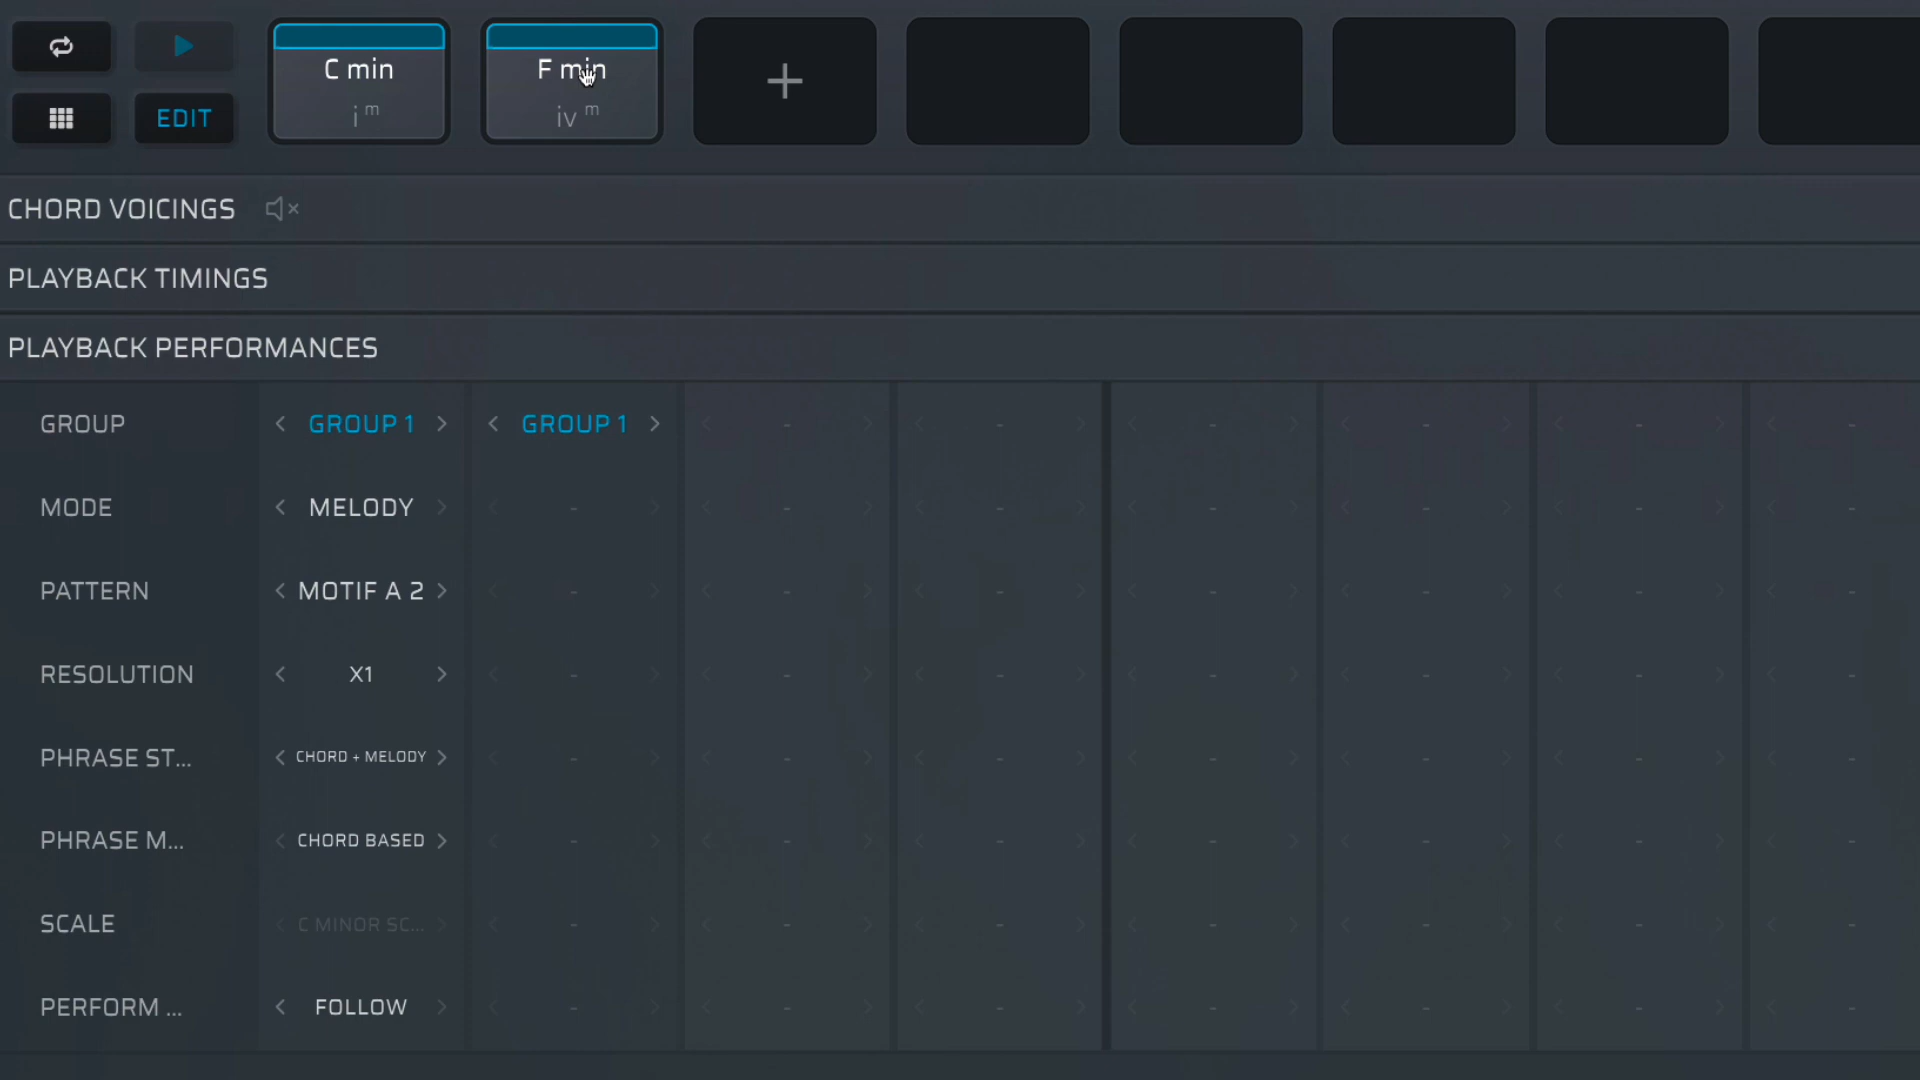 C min
F min
i m
iv m
EDIT
CHORD VOICINGS
PLAYBACK TIMINGS
PLAYBACK PERFORMANCES
GROUP < GROUP 1 > < GROUP 1 > - - - - - -
MODE < MELODY > - - - - - - -
PATTERN < MOTIF A 2 > - - - - - - -
RESOLUTION < X1 > - - - - - - -
PHRASE ST... < CHORD + MELODY > - - - - - - -
PHRASE M... < CHORD BASED > - - - - - - -
SCALE < C MINOR SC... > - - - - - - -
PERFORM ... < FOLLOW > - - - - - - -